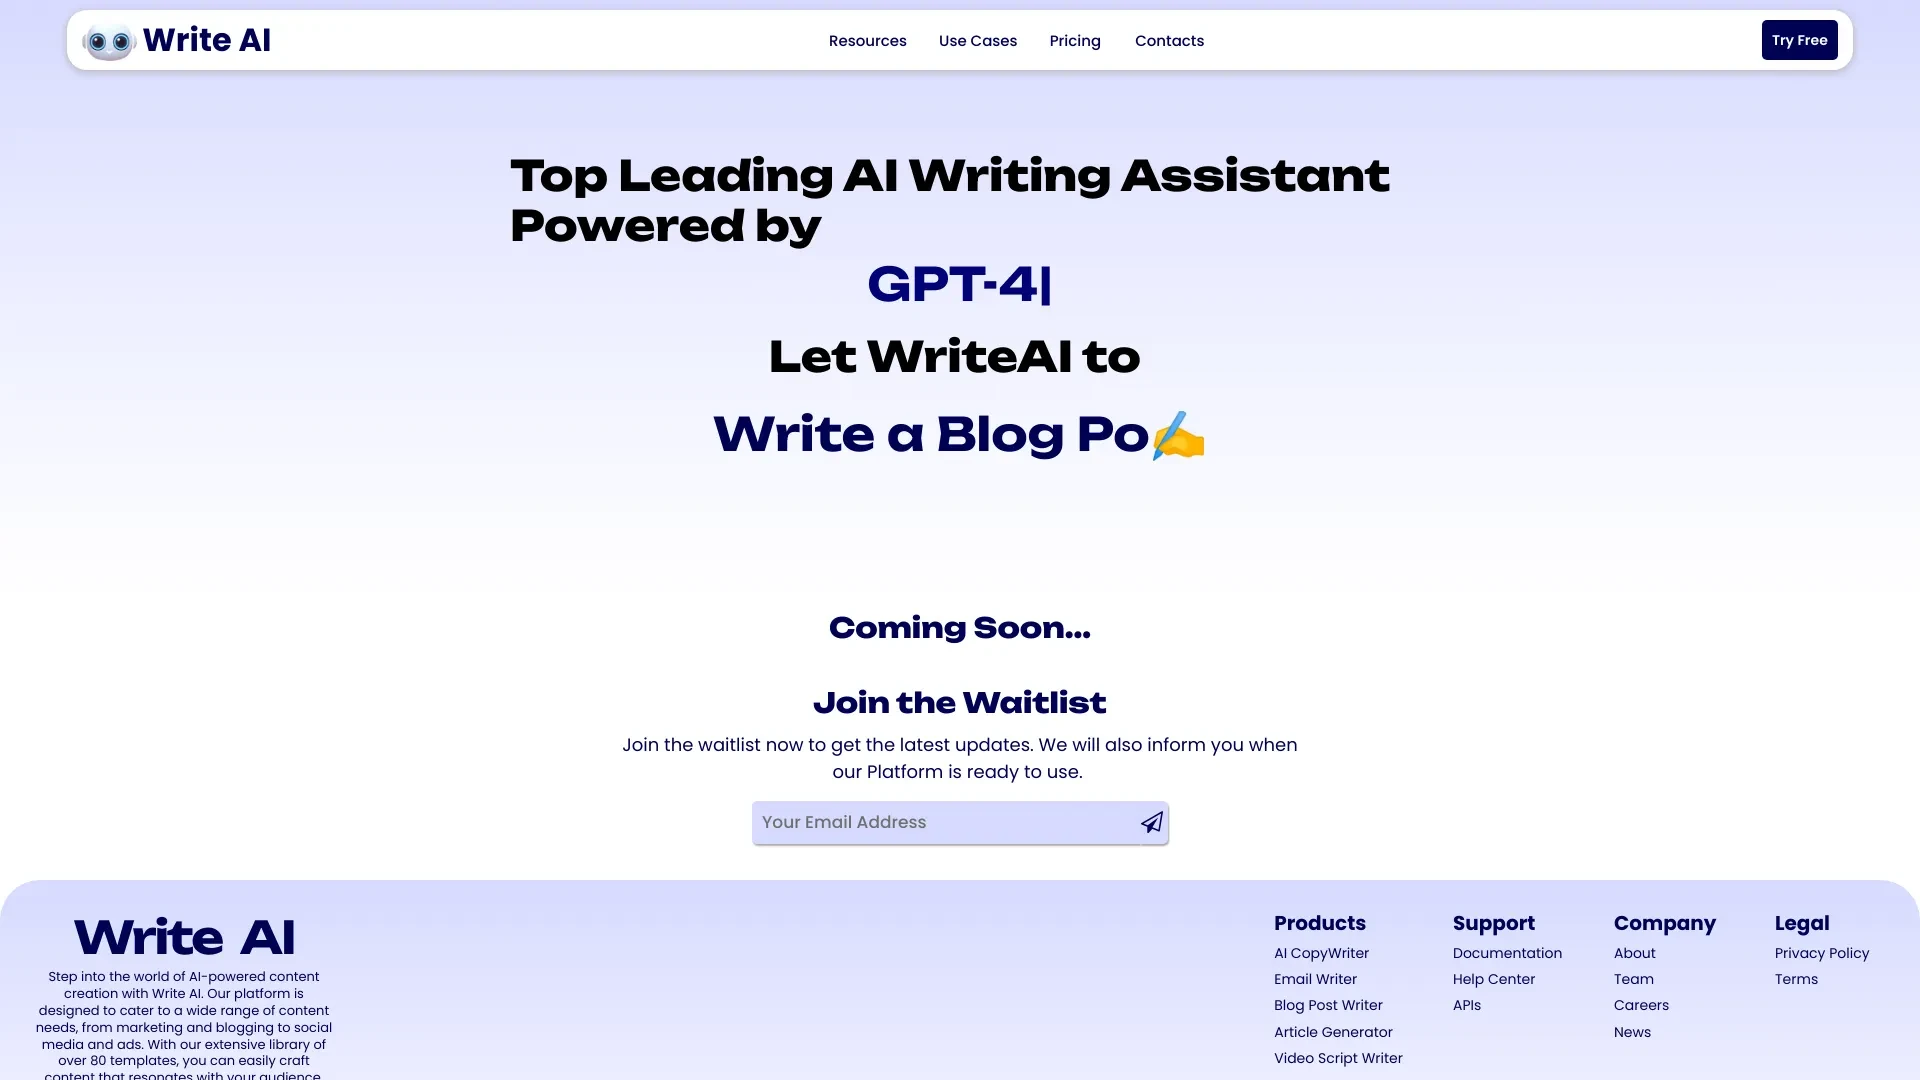 Write AI
Resources
Use Cases
Pricing
Contacts
Try Free
Top Leading AI Writing Assistant
Powered by
GPT-4|
Let WriteAI to
Write a Blog Po✍️
Coming Soon...
Join the Waitlist
Join the waitlist now to get the latest updates. We will also inform you when
our Platform is ready to use.
Your Email Address
Write AI
Step into the world of AI-powered content
creation with Write AI. Our platform is
designed to cater to a wide range of content
needs, from marketing and blogging to social
media and ads. With our extensive library of
over 80 templates, you can easily craft
content that resonates with your audience
Products
AI CopyWriter
Email Writer
Blog Post Writer
Article Generator
Video Script Writer
Support
Documentation
Help Center
APIs
Company
About
Team
Careers
News
Legal
Privacy Policy
Terms